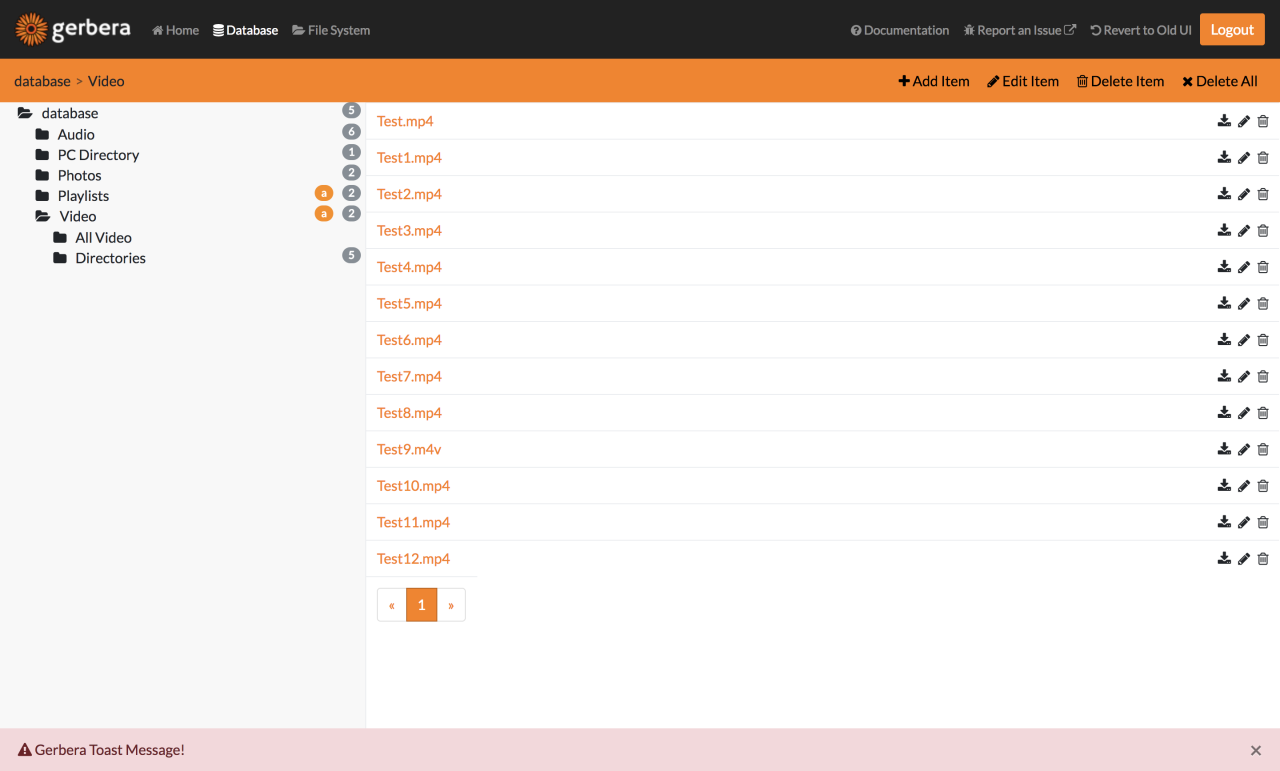 gerbera Home Database File System Documentation Report an Issue Revert to Old UI Logout
database > Video Add Item Edit Item Delete Item Delete All
database 5
Audio 6
PC Directory 1
Photos 2
Playlists a 2
Video a 2
All Video
Directories 5
Test.mp4
Test1.mp4
Test2.mp4
Test3.mp4
Test4.mp4
Test5.mp4
Test6.mp4
Test7.mp4
Test8.mp4
Test9.m4v
Test10.mp4
Test11.mp4
Test12.mp4
« 1 »
Gerbera Toast Message! ×